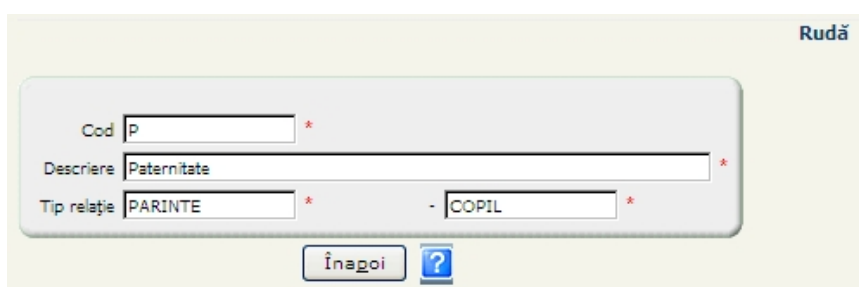 Rudă
Cod P *
Descriere Paternitate *
Tip relație PARINTE * - COPIL *
Înapoi ?